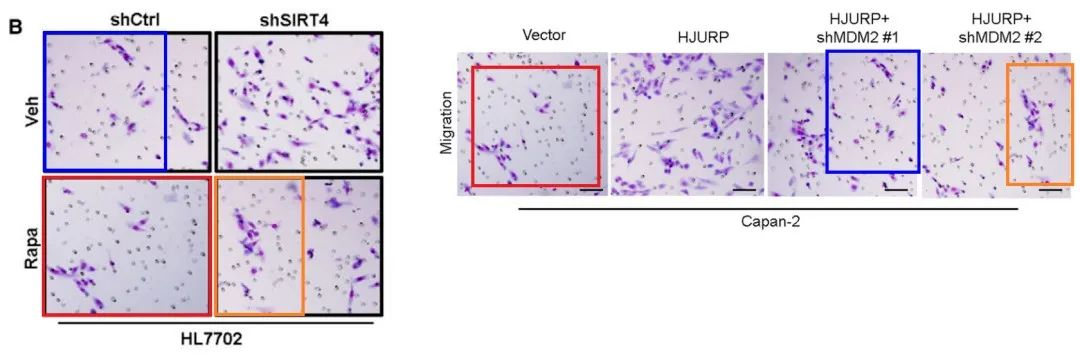 B
shCtrl shSIRT4
Veh
Rapa
HL7702
Vector HJURP HJURP+ HJURP+
shMDM2 #1 shMDM2 #2
Migration
Capan-2